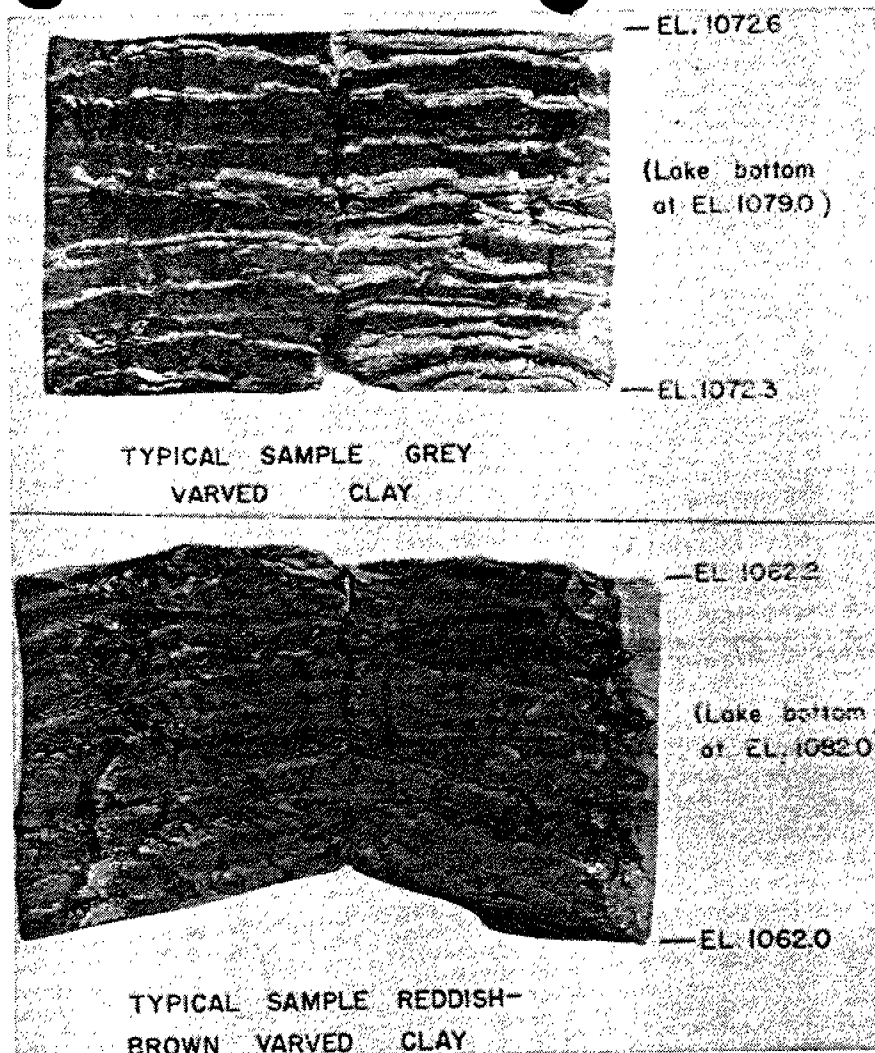 EL. 1072.6
(Lake bottom
at EL. 1079.0)
EL. 1072.3
TYPICAL SAMPLE GREY
VARVED CLAY
EL 1062.2
(Lake bottom
at EL. 1082.0
EL 1062.0
TYPICAL SAMPLE REDDISH-
BROWN VARVED CLAY